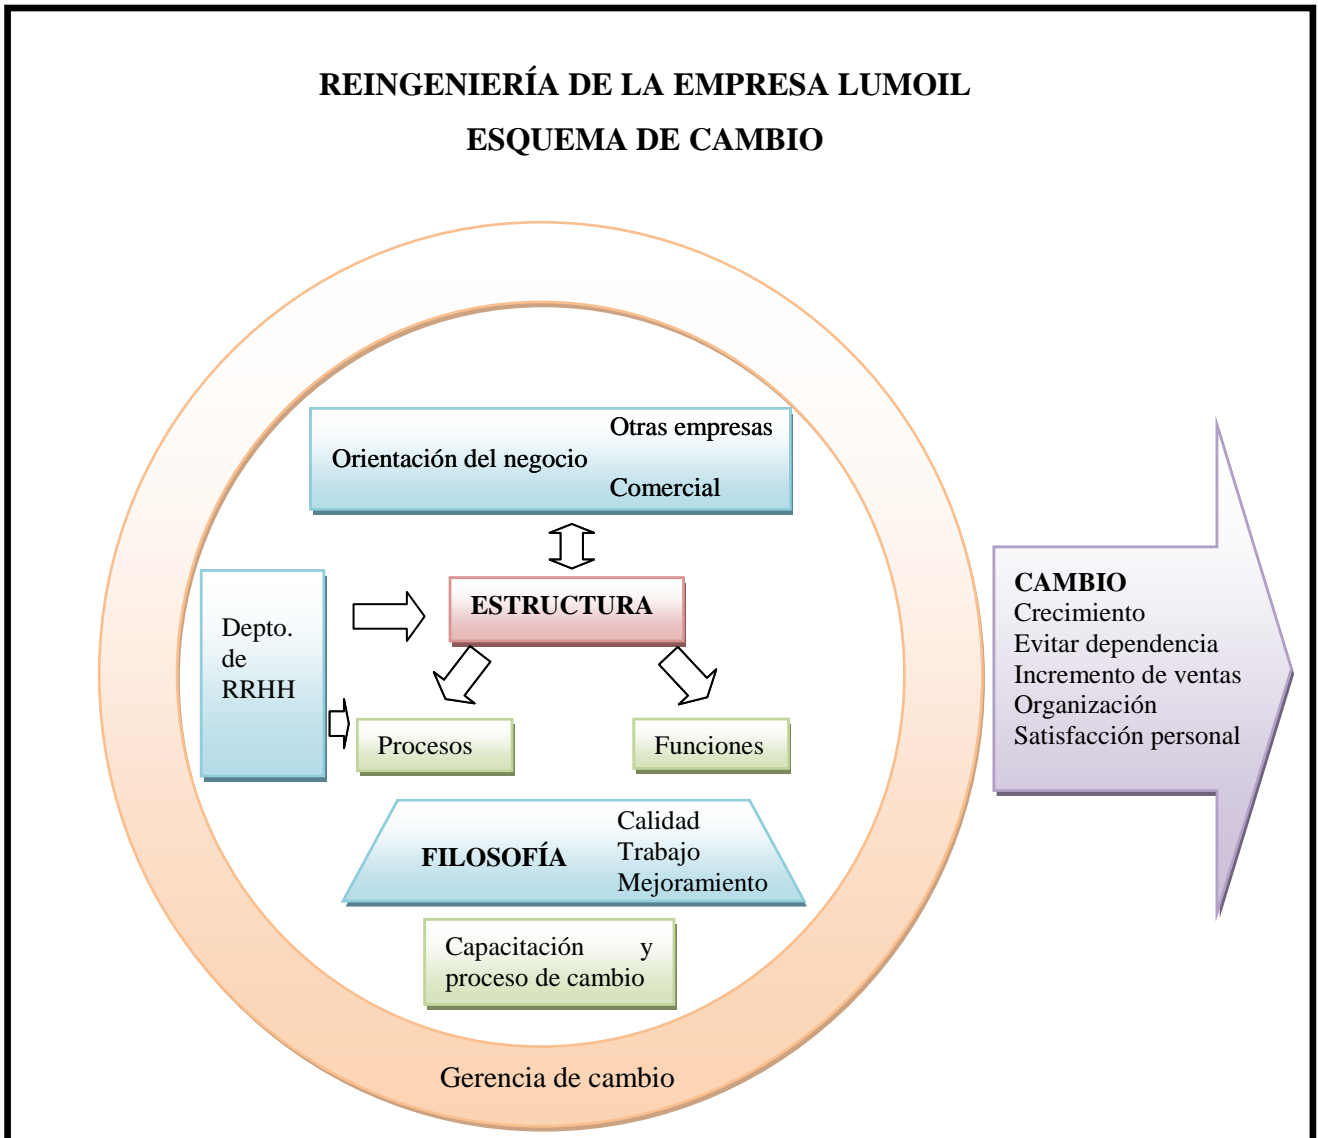 REINGENIERÍA DE LA EMPRESA LUMOIL
ESQUEMA DE CAMBIO
Otras empresas
Orientación del negocio
Comercial
ESTRUCTURA
Depto.
de
RRHH
Procesos
Funciones
Calidad
FILOSOFÍA Trabajo
Mejoramiento
Capacitación y
proceso de cambio
Gerencia de cambio
CAMBIO
Crecimiento
Evitar dependencia
Incremento de ventas
Organización
Satisfacción personal